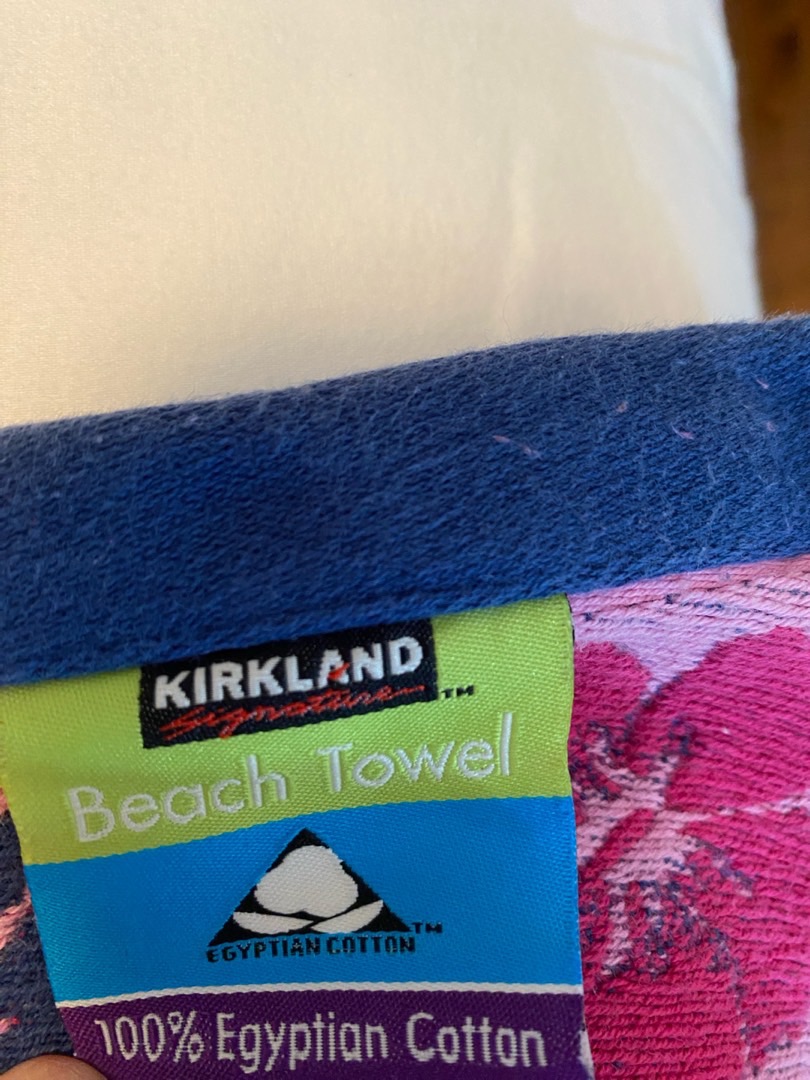 KIRKLAND
Signature™
Beach Towel
EGYPTIAN COTTON™
100% Egyptian Cotton